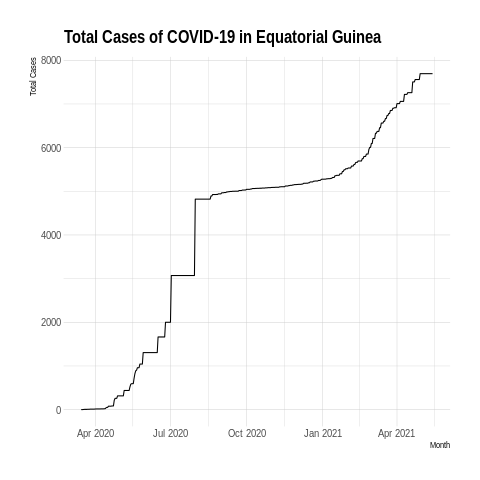 Total Cases of COVID-19 in Equatorial Guinea
Total Cases
8000
6000
4000
2000
0
Apr 2020 Jul 2020 Oct 2020 Jan 2021 Apr 2021
Month